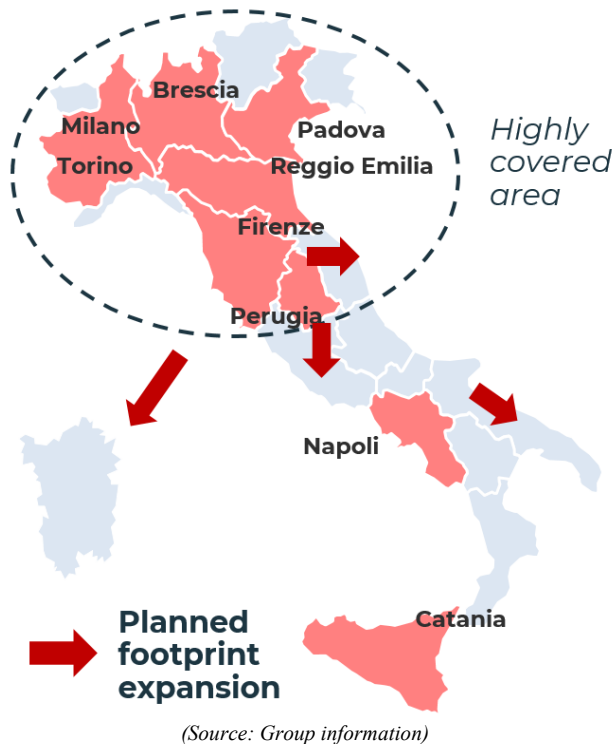 Brescia
Milano
Padova
Highly
covered
area
Torino
Reggio Emilia
Firenze
Perugia
Napoli
Catania
Planned
footprint
expansion
(Source: Group information)